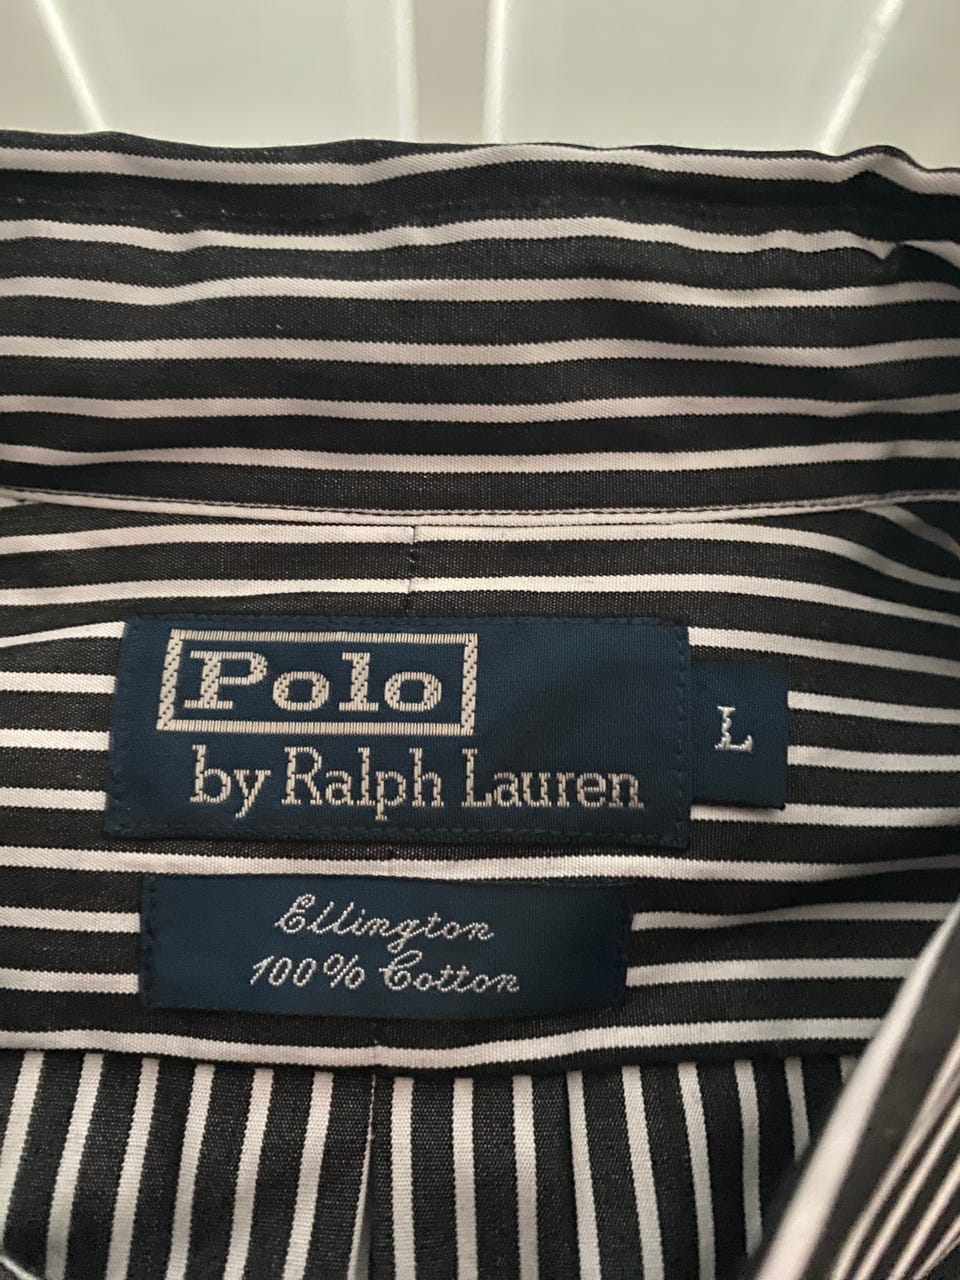 Polo
by Ralph Lauren
L
Ellington
100% Cotton